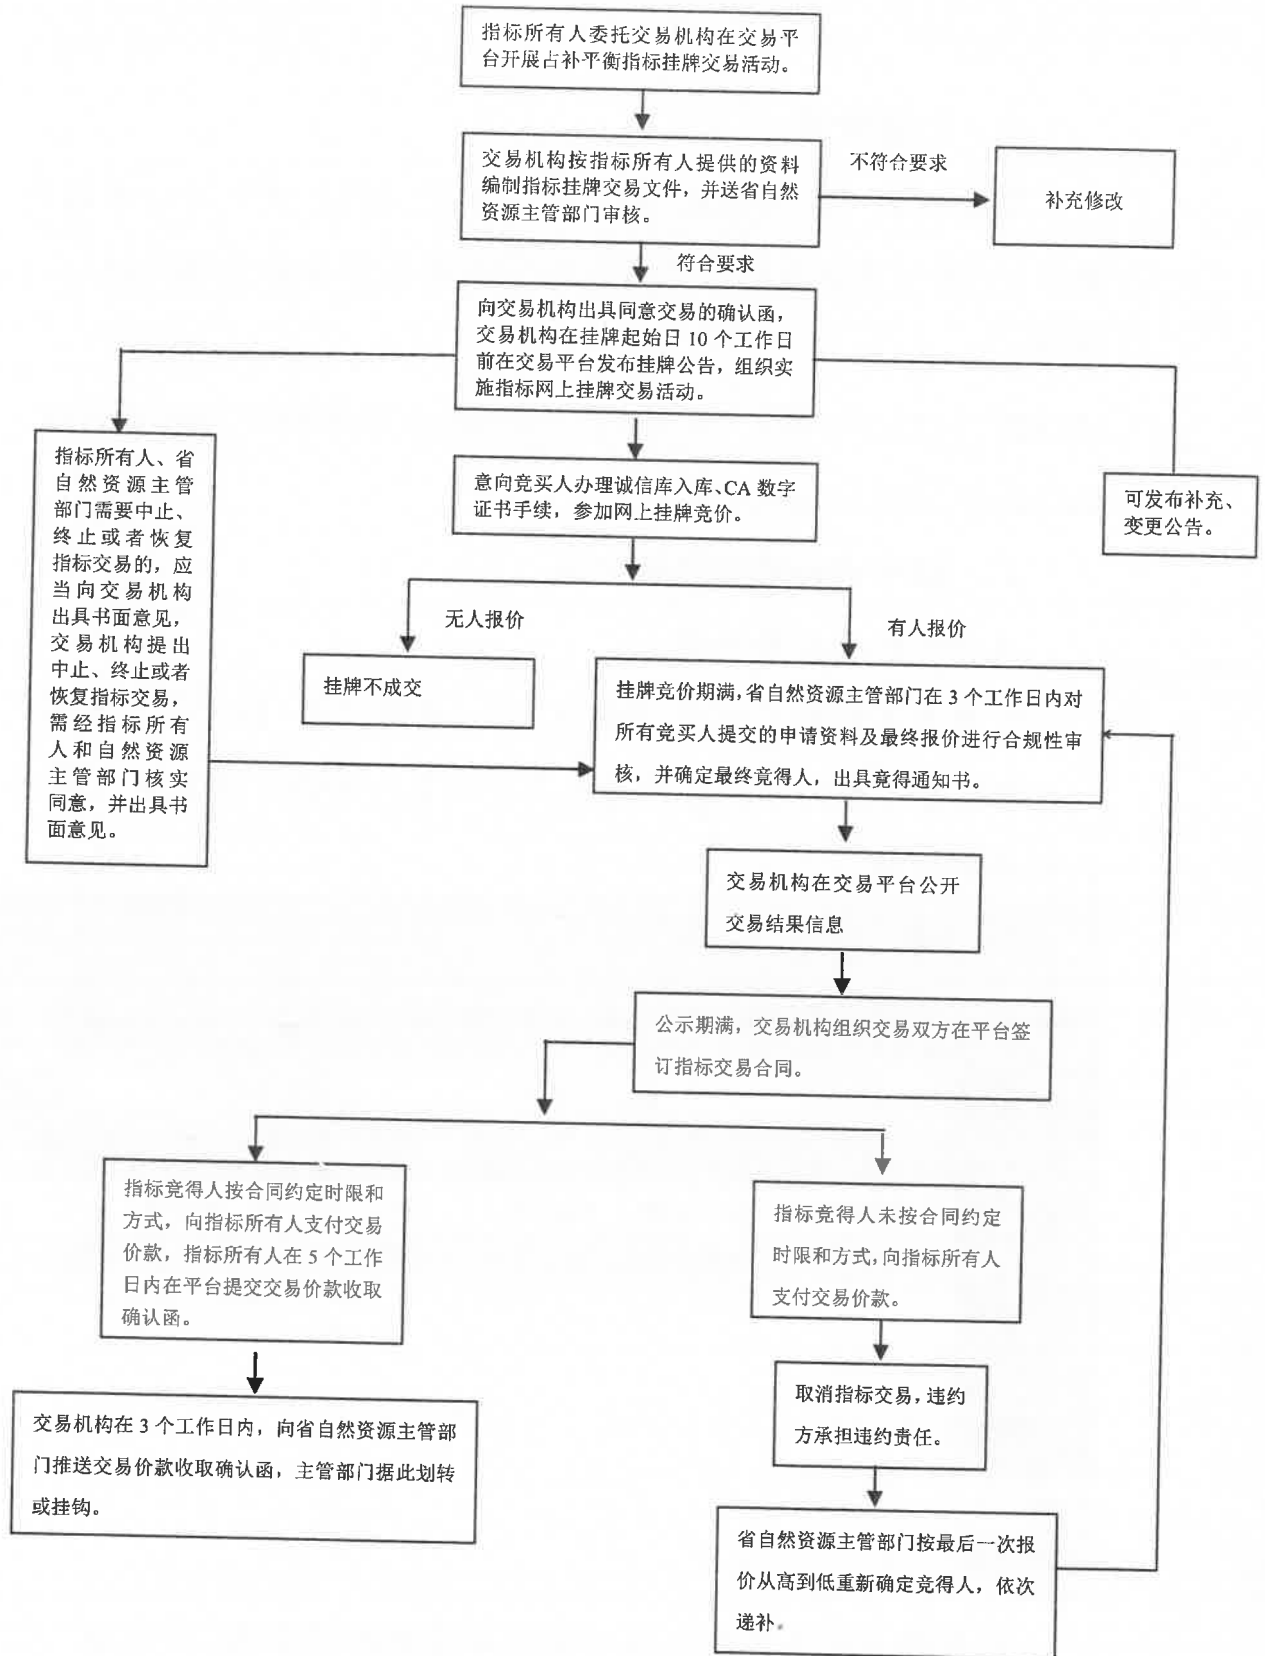 指标所有人委托交易机构在交易平
台开展占补平衡指标挂牌交易活动。
交易机构按指标所有人提供的资料
编制指标挂牌交易文件，并送省自然
资源主管部门审核。
不符合要求
补充修改
符合要求
向交易机构出具同意交易的确认函，
交易机构在挂牌起始日 10 个工作日
前在交易平台发布挂牌公告，组织实
施指标网上挂牌交易活动。
指标所有人、省
自然资源主管
部门需要中止、
终止或者恢复
指标交易的，应
当向交易机构
出具书面意见，
交易机构提出
中止、终止或者
恢复指标交易，
需经指标所有
人和自然资源
主管部门核实
同意，并出具书
面意见。
意向竞买人办理诚信库入库、CA 数字
证书手续，参加网上挂牌竞价。
可发布补充、
变更公告。
无人报价
有人报价
挂牌不成交
挂牌竞价期满，省自然资源主管部门在 3 个工作日内对
所有竞买人提交的申请资料及最终报价进行合规性审
核，并确定最终竞得人，出具竞得通知书。
交易机构在交易平台公开
交易结果信息
公示期满，交易机构组织交易双方在平台签
订指标交易合同。
指标竞得人按合同约定时限和
方式，向指标所有人支付交易
价款，指标所有人在 5 个工作
日内在平台提交交易价款收取
确认函。
指标竞得人未按合同约定
时限和方式，向指标所有人
支付交易价款。
交易机构在 3 个工作日内，向省自然资源主管部
门推送交易价款收取确认函，主管部门据此划转
或挂钩。
取消指标交易，违约
方承担违约责任。
省自然资源主管部门按最后一次报
价从高到低重新确定竞得人，依次
递补。